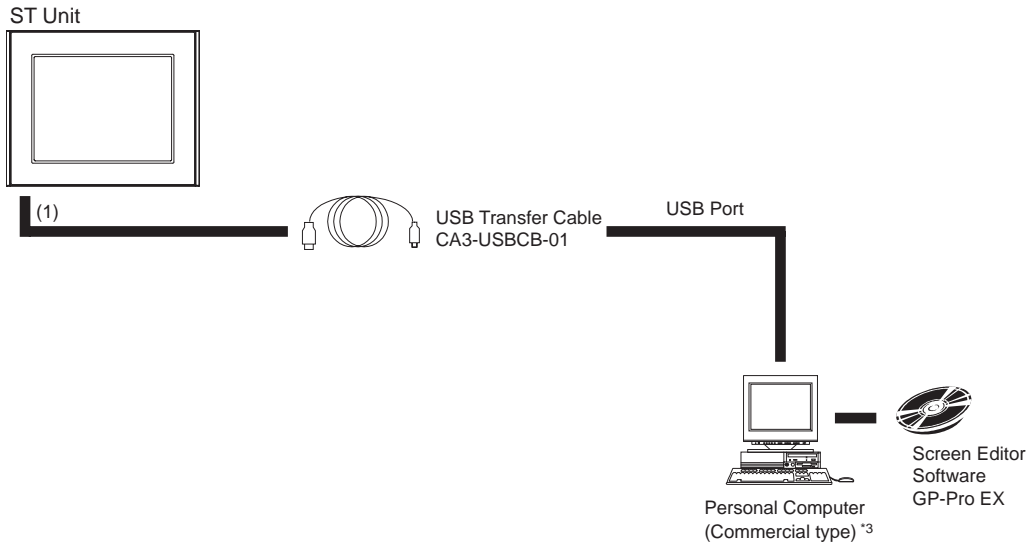 ST Unit
(1)
USB Transfer Cable
CA3-USBCB-01
USB Port
Screen Editor
Software
GP-Pro EX
Personal Computer
(Commercial type) *3